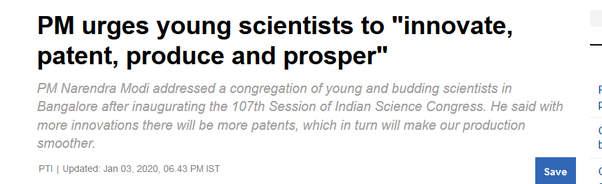 PM urges young scientists to "innovate,
patent, produce and prosper"
PM Narendra Modi addressed a congregation of young and budding scientists in
Bangalore after inaugurating the 107th Session of Indian Science Congress. He said with
more innovations there will be more patents, which in turn will make our production
smoother.
PTI | Updated: Jan 03, 2020, 06.43 PM IST
Save